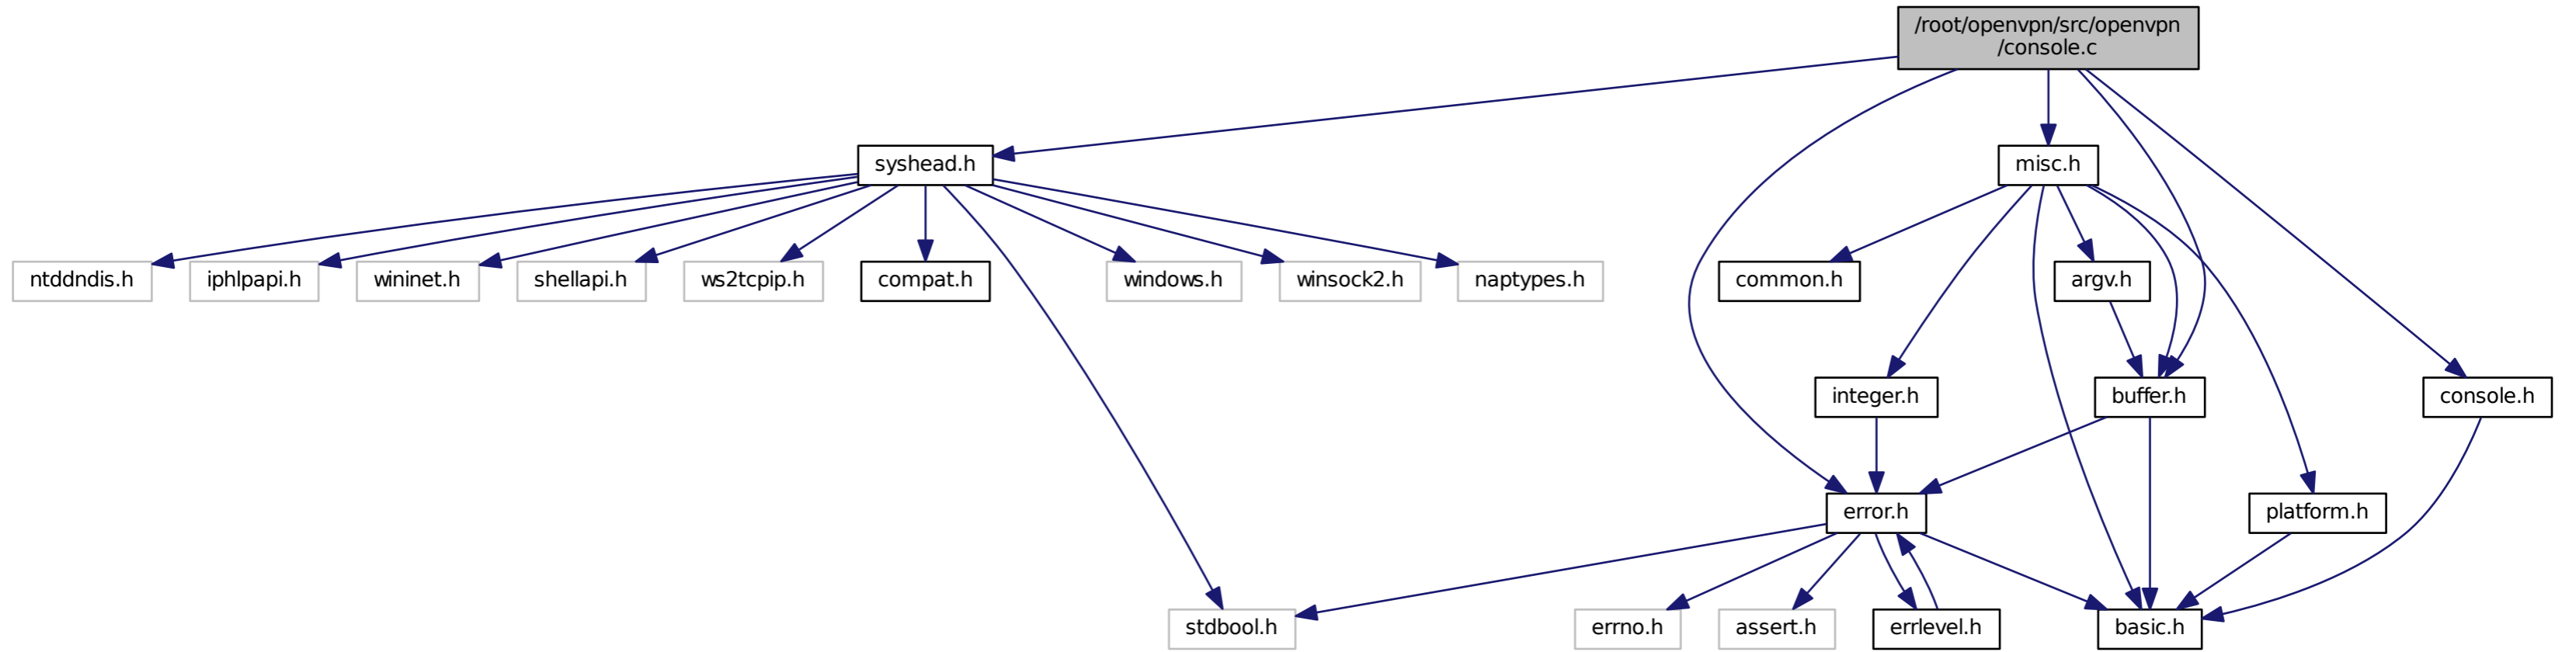 /root/openvpn/src/openvpn
/console.c
syshead.h
misc.h
ntddndis.h
iphlpapi.h
wininet.h
shellapi.h
ws2tcpip.h
compat.h
windows.h
winsock2.h
naptypes.h
common.h
argv.h
integer.h
buffer.h
console.h
error.h
platform.h
stdbool.h
errno.h
assert.h
errlevel.h
basic.h